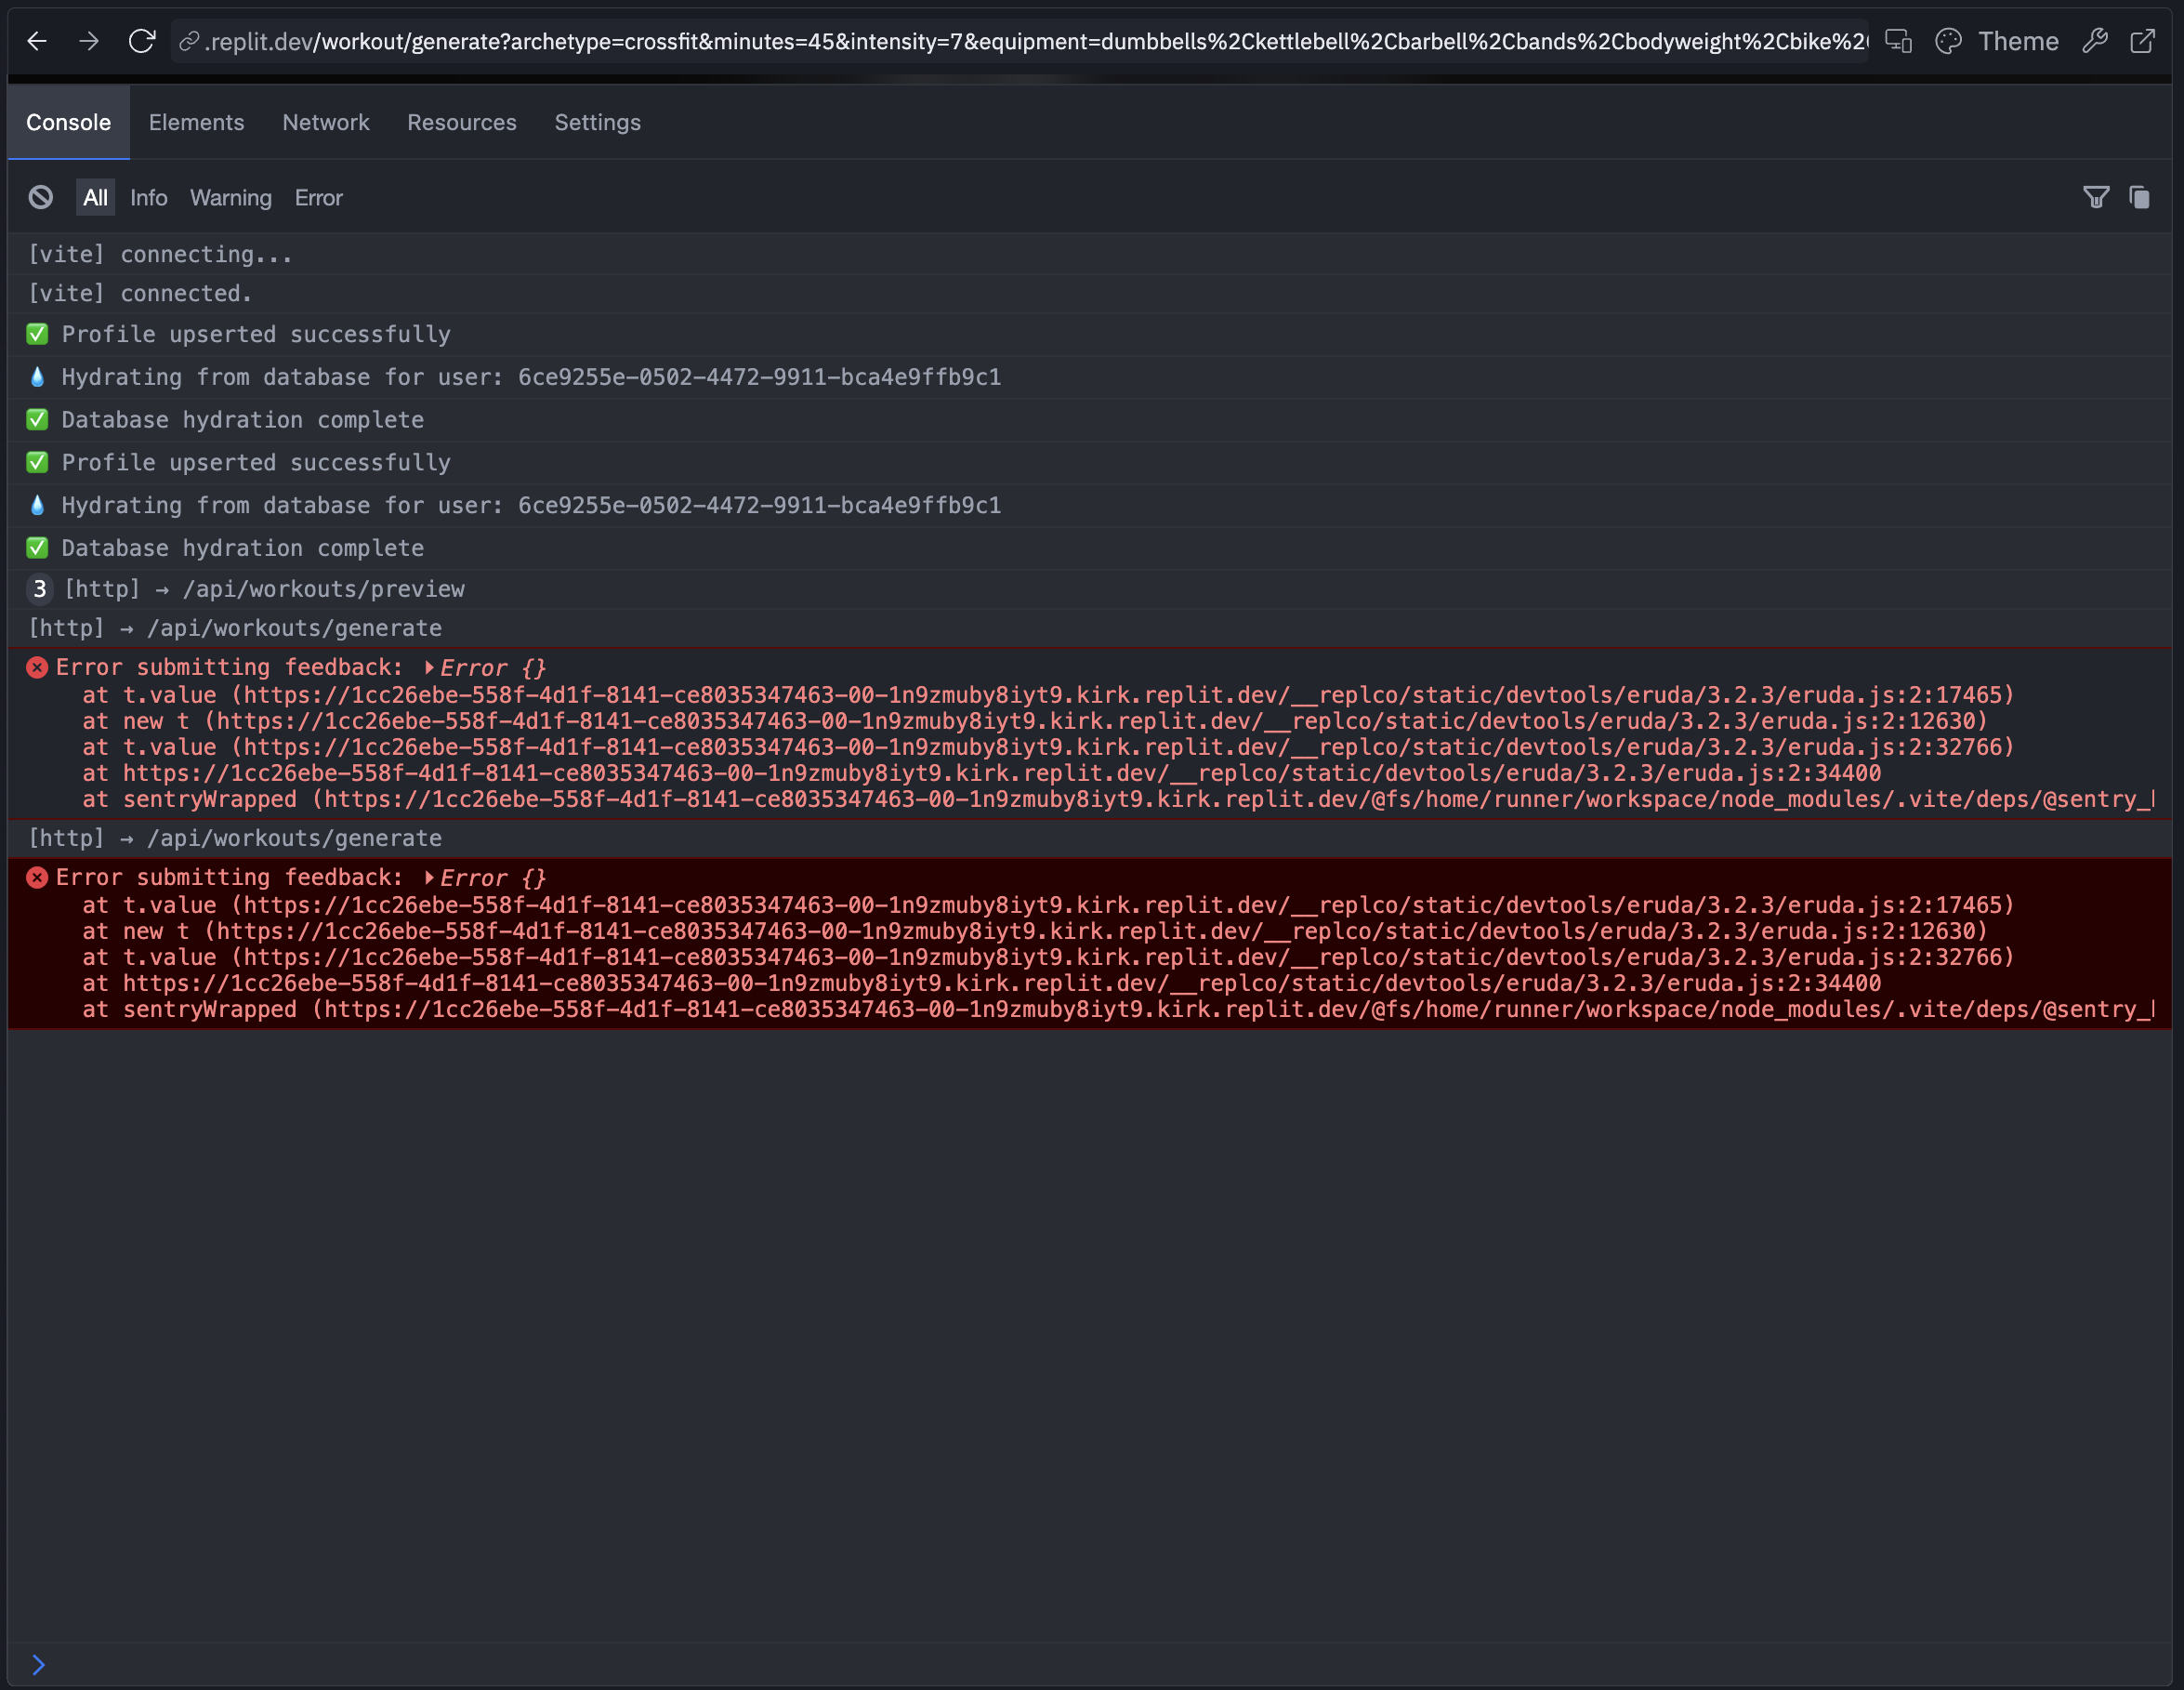 .replit.dev/workout/generate?archetype=crossfit&minutes=45&intensity=7&equipment=dumbbells%2Ckettlebell%2Cbarbell%2Cbands%2Cbodyweight%2Cbike%2 Theme
Console Elements Network Resources Settings
All Info Warning Error
[vite] connecting...
[vite] connected.
✅ Profile upserted successfully
💧 Hydrating from database for user: 6ce9255e-0502-4472-9911-bca4e9ffb9c1
✅ Database hydration complete
✅ Profile upserted successfully
💧 Hydrating from database for user: 6ce9255e-0502-4472-9911-bca4e9ffb9c1
✅ Database hydration complete
3 [http] → /api/workouts/preview
[http] → /api/workouts/generate
Error submitting feedback: ▶Error {}
at t.value (https://1cc26ebe-558f-4d1f-8141-ce8035347463-00-1n9zmuby8iyt9.kirk.replit.dev/__replco/static/devtools/eruda/3.2.3/eruda.js:2:17465)
at new t (https://1cc26ebe-558f-4d1f-8141-ce8035347463-00-1n9zmuby8iyt9.kirk.replit.dev/__replco/static/devtools/eruda/3.2.3/eruda.js:2:12630)
at t.value (https://1cc26ebe-558f-4d1f-8141-ce8035347463-00-1n9zmuby8iyt9.kirk.replit.dev/__replco/static/devtools/eruda/3.2.3/eruda.js:2:32766)
at https://1cc26ebe-558f-4d1f-8141-ce8035347463-00-1n9zmuby8iyt9.kirk.replit.dev/__replco/static/devtools/eruda/3.2.3/eruda.js:2:34400
at sentryWrapped (https://1cc26ebe-558f-4d1f-8141-ce8035347463-00-1n9zmuby8iyt9.kirk.replit.dev/@fs/home/runner/workspace/node_modules/.vite/deps/@sentry_
[http] → /api/workouts/generate
Error submitting feedback: ▶Error {}
at t.value (https://1cc26ebe-558f-4d1f-8141-ce8035347463-00-1n9zmuby8iyt9.kirk.replit.dev/__replco/static/devtools/eruda/3.2.3/eruda.js:2:17465)
at new t (https://1cc26ebe-558f-4d1f-8141-ce8035347463-00-1n9zmuby8iyt9.kirk.replit.dev/__replco/static/devtools/eruda/3.2.3/eruda.js:2:12630)
at t.value (https://1cc26ebe-558f-4d1f-8141-ce8035347463-00-1n9zmuby8iyt9.kirk.replit.dev/__replco/static/devtools/eruda/3.2.3/eruda.js:2:32766)
at https://1cc26ebe-558f-4d1f-8141-ce8035347463-00-1n9zmuby8iyt9.kirk.replit.dev/__replco/static/devtools/eruda/3.2.3/eruda.js:2:34400
at sentryWrapped (https://1cc26ebe-558f-4d1f-8141-ce8035347463-00-1n9zmuby8iyt9.kirk.replit.dev/@fs/home/runner/workspace/node_modules/.vite/deps/@sentry_